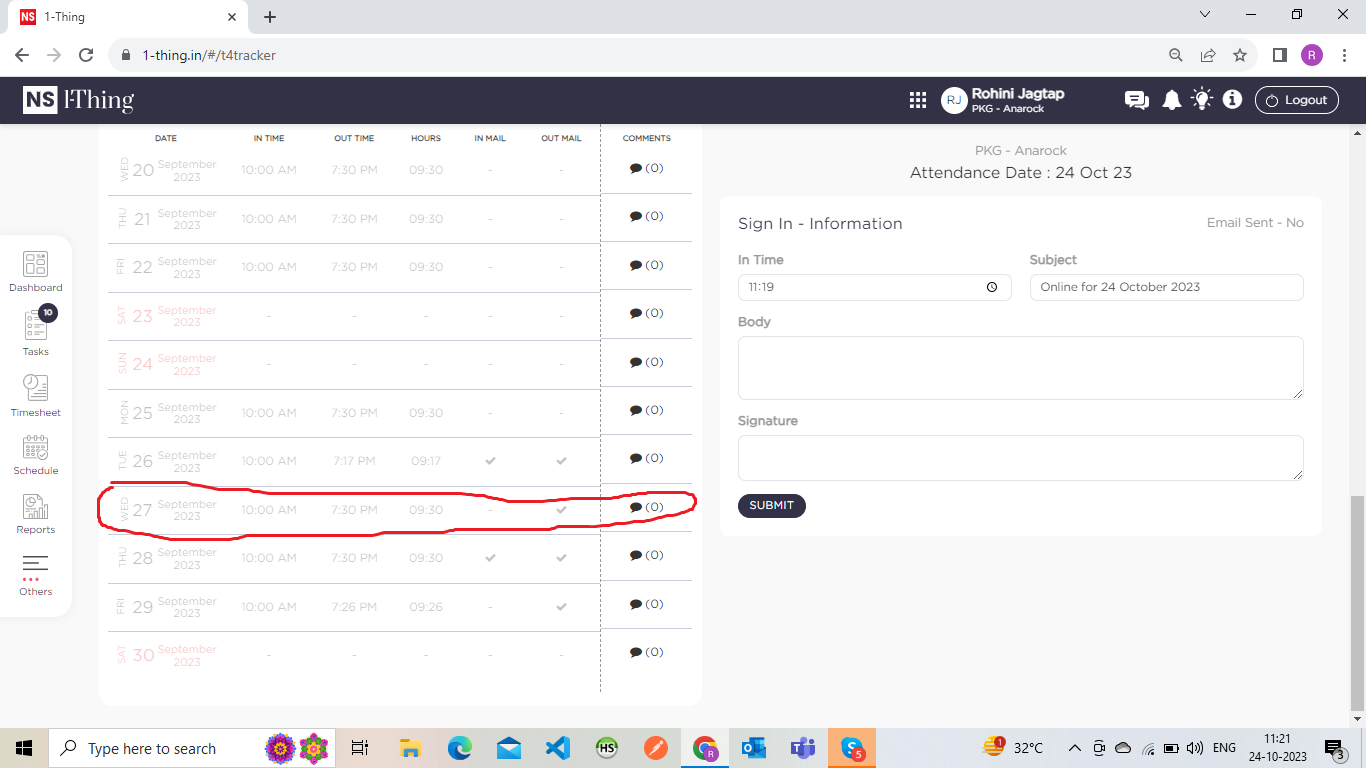 NS 1-Thing
1-thing.in/#/t4tracker
R
NS 1-Thing
RJ Rohini Jagtap
PKG - Anarock
Logout
Dashboard
10
Tasks
Timesheet
Schedule
Reports
Others
DATE IN TIME OUT TIME HOURS IN MAIL OUT MAIL COMMENTS
WED 20 September 2023 10:00 AM 7:30 PM 09:30 - - (0)
THU 21 September 2023 10:00 AM 7:30 PM 09:30 - - (0)
FRI 22 September 2023 10:00 AM 7:30 PM 09:30 - - (0)
SAT 23 September 2023 - - - - - (0)
SUN 24 September 2023 - - - - - (0)
MON 25 September 2023 10:00 AM 7:30 PM 09:30 - - (0)
TUE 26 September 2023 10:00 AM 7:17 PM 09:17 ✔ ✔ (0)
WED 27 September 2023 10:00 AM 7:30 PM 09:30 - ✔ (0)
THU 28 September 2023 10:00 AM 7:30 PM 09:30 ✔ ✔ (0)
FRI 29 September 2023 10:00 AM 7:26 PM 09:26 - ✔ (0)
SAT 30 September 2023 - - - - - (0)
PKG - Anarock
Attendance Date : 24 Oct 23
Sign In - Information Email Sent - No
In Time Subject
11:19 Online for 24 October 2023
Body
Signature
SUBMIT
Type here to search
HS
R
5
1
32°C
ENG
11:21
24-10-2023
3